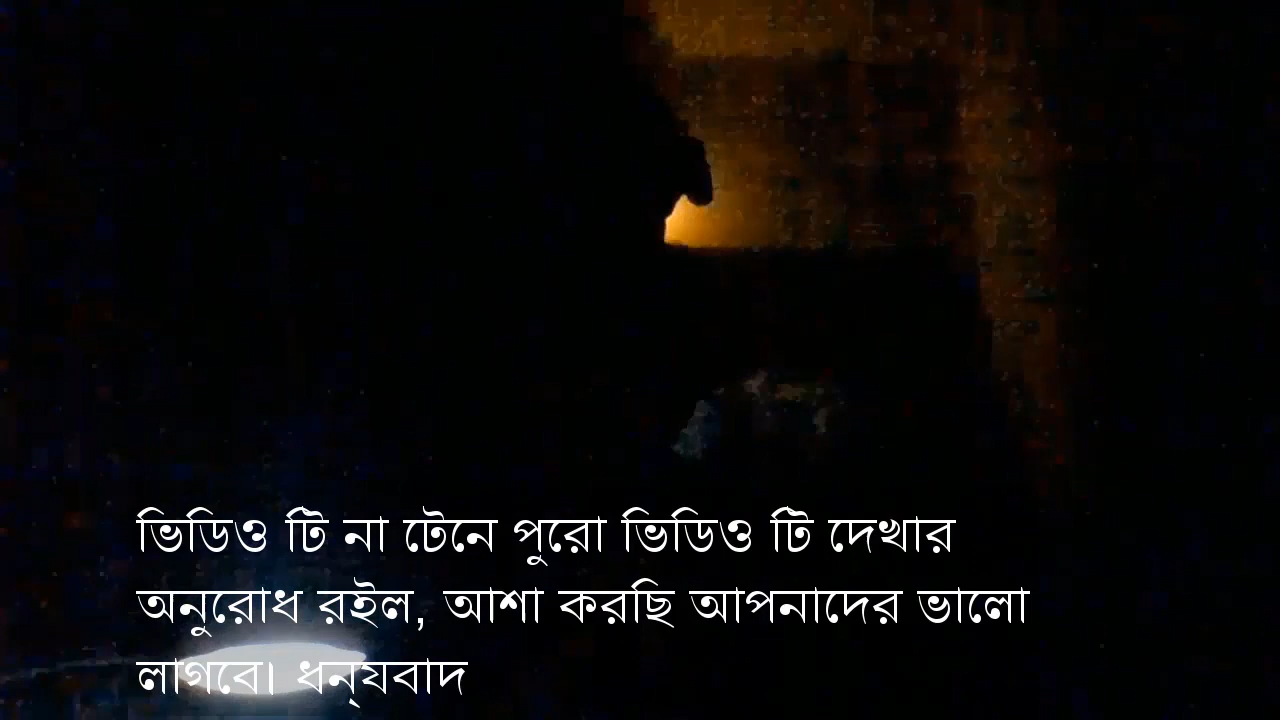 ভিডিও টি না টেনে পুরো ভিডিও টি দেখার
অনুরোধ রইল, আশা করছি আপনাদের ভালো
লাগবে। ধন্‌যবাদ